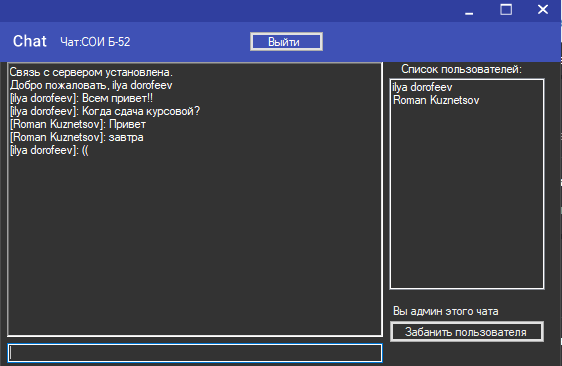 Chat Чат:СОИ Б-52 Выйти
Связь с сервером установлена.
Добро пожаловать, ilya dorofeev
[ilya dorofeev]: Всем привет!!
[ilya dorofeev]: Когда сдача курсовой?
[Roman Kuznetsov]: Привет
[Roman Kuznetsov]: завтра
[ilya dorofeev]: ((
Список пользователей:
ilya dorofeev
Roman Kuznetsov
Вы админ этого чата
Забанить пользователя